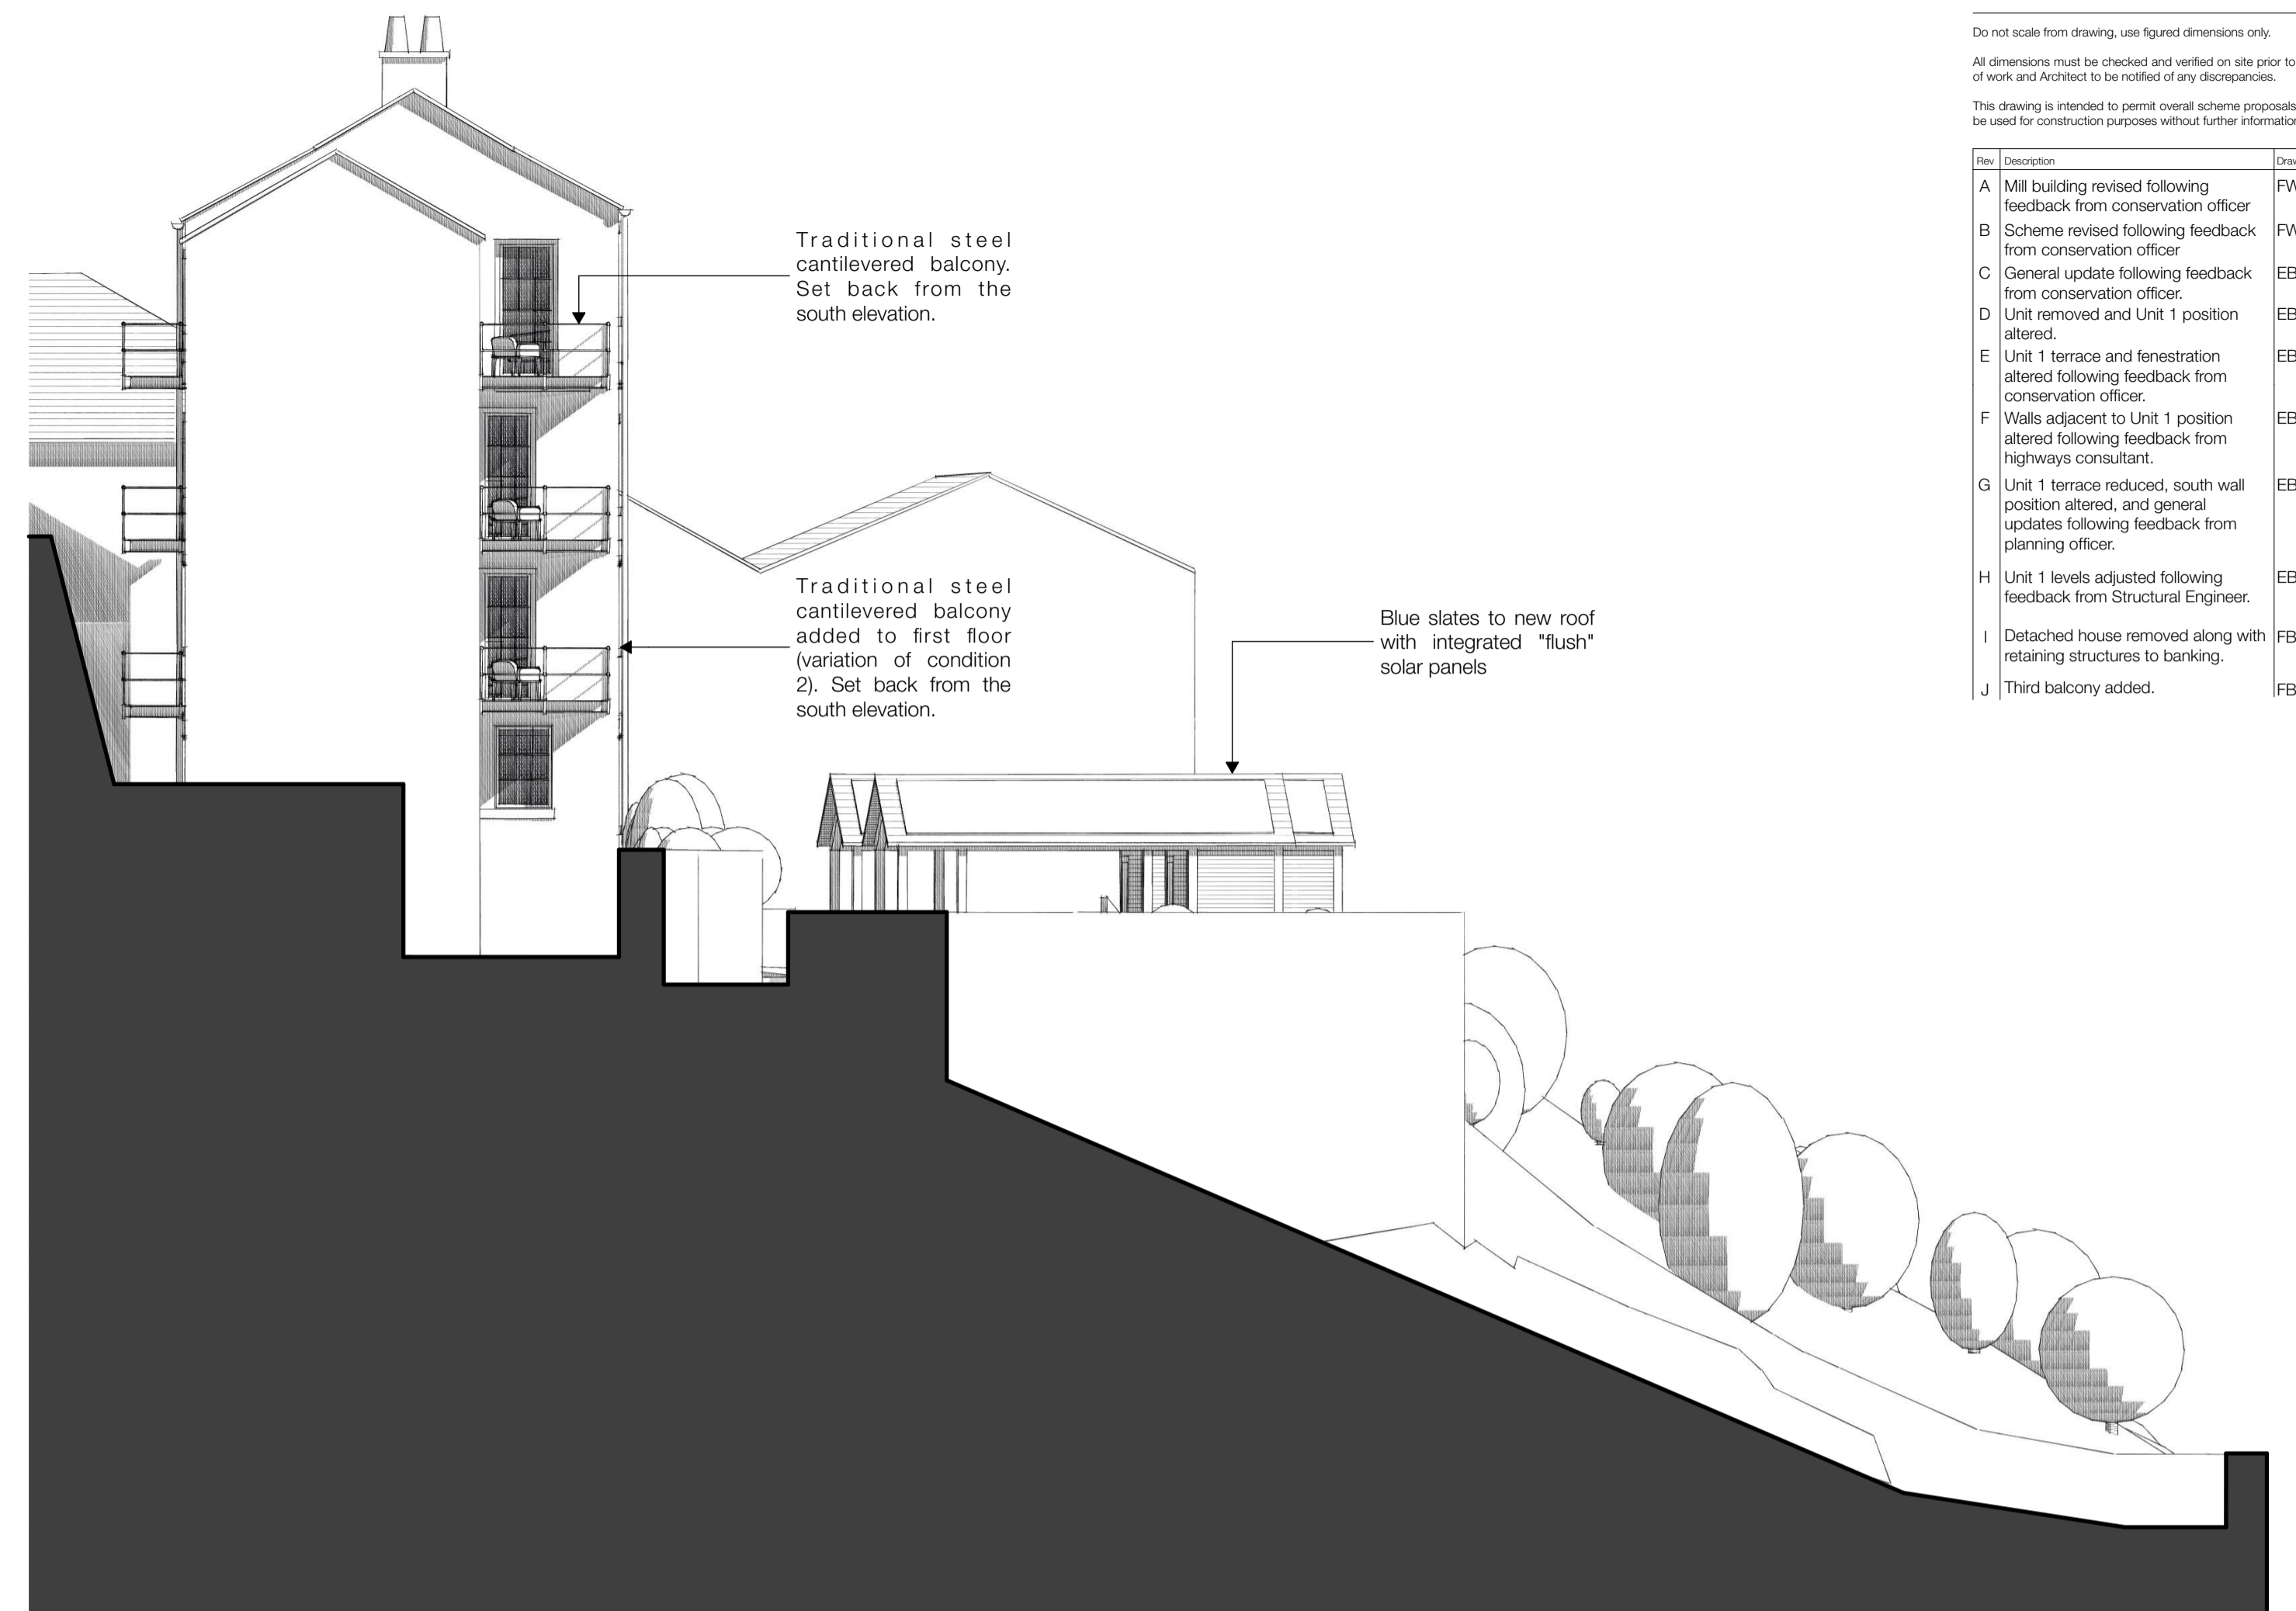 Do not scale from drawing, use figured dimensions only.
All dimensions must be checked and verified on site prior to
of work and Architect to be notified of any discrepancies.
This drawing is intended to permit overall scheme proposals
be used for construction purposes without further information
Rev Description Draw
A Mill building revised following FW
feedback from conservation officer
B Scheme revised following feedback FW
from conservation officer
C General update following feedback EB
from conservation officer.
D Unit removed and Unit 1 position EB
altered.
E Unit 1 terrace and fenestration EB
altered following feedback from
conservation officer.
F Walls adjacent to Unit 1 position EB
altered following feedback from
highways consultant.
G Unit 1 terrace reduced, south wall EB
position altered, and general
updates following feedback from
planning officer.
H Unit 1 levels adjusted following EB
feedback from Structural Engineer.
I Detached house removed along with FB
retaining structures to banking.
J Third balcony added. FB
Traditional steel
cantilevered balcony.
Set back from the
south elevation.
Traditional steel
cantilevered balcony
added to first floor
(variation of condition
2). Set back from the
south elevation.
Blue slates to new roof
with integrated "flush"
solar panels